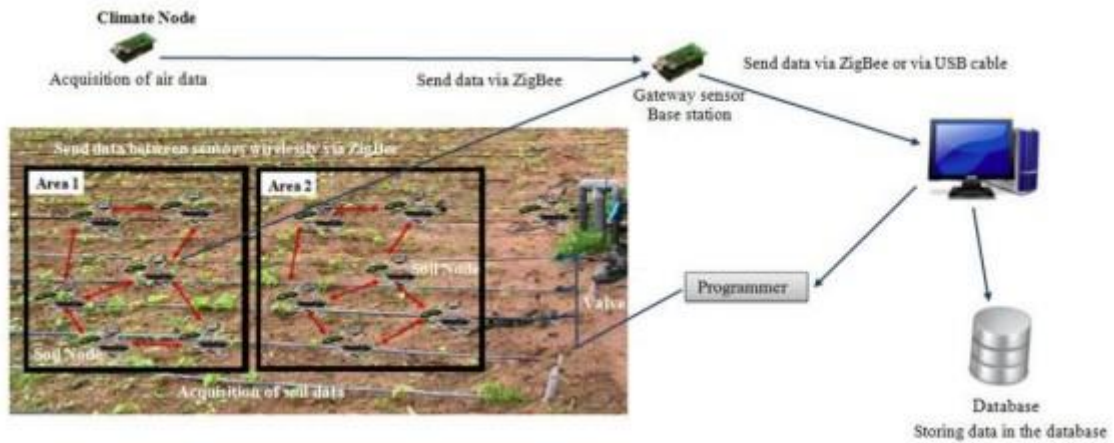 Climate Node
Acquisition of air data
Send data via ZigBee
Gateway sensor
Base station
Send data via ZigBee or via USB cable
Send data between sensors wirelessly via ZigBee
Area 1
Area 2
Soil Node
Soil Node
Valve
Acquisition of soil data
Programmer
Database
Storing data in the database